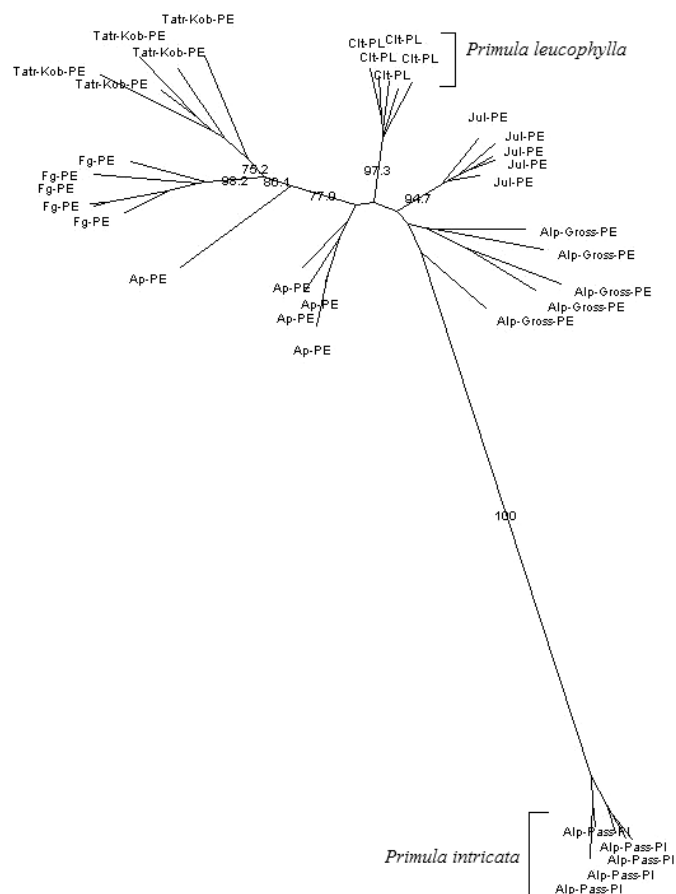 Tatr-Kob-PE
Tatr-Kob-PE
Tatr-Kob-PE
Tatr-Kob-PE
Tatr-Kob-PE
Clt-PL
Clt-PL
Clt-PL
Clt-PL
Clt-PL
Primula leucophylla
Jul-PE
Jul-PE
Jul-PE
Jul-PE
Jul-PE
Fg-PE
Fg-PE
Fg-PE
Fg-PE
Fg-PE
75.2
98.2
80.1
77.9
97.3
94.7
Alp-Gross-PE
Alp-Gross-PE
Alp-Gross-PE
Alp-Gross-PE
Alp-Gross-PE
Ap-PE
Ap-PE
Ap-PE
Ap-PE
Ap-PE
100
Primula intricata
Alp-Pass-PI
Alp-Pass-PI
Alp-Pass-PI
Alp-Pass-PI
Alp-Pass-PI